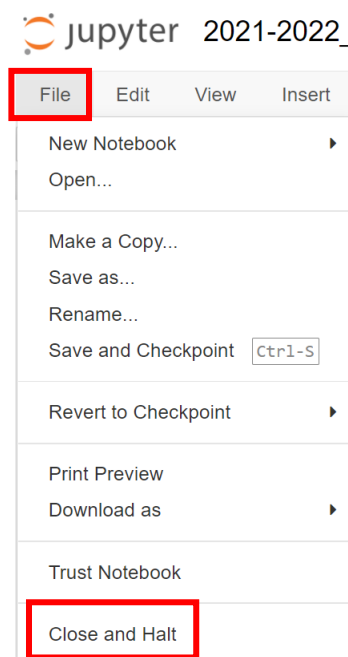 jupyter 2021-2022_
File Edit View Insert
New Notebook
Open...
Make a Copy...
Save as...
Rename...
Save and Checkpoint Ctrl-S
Revert to Checkpoint
Print Preview
Download as
Trust Notebook
Close and Halt